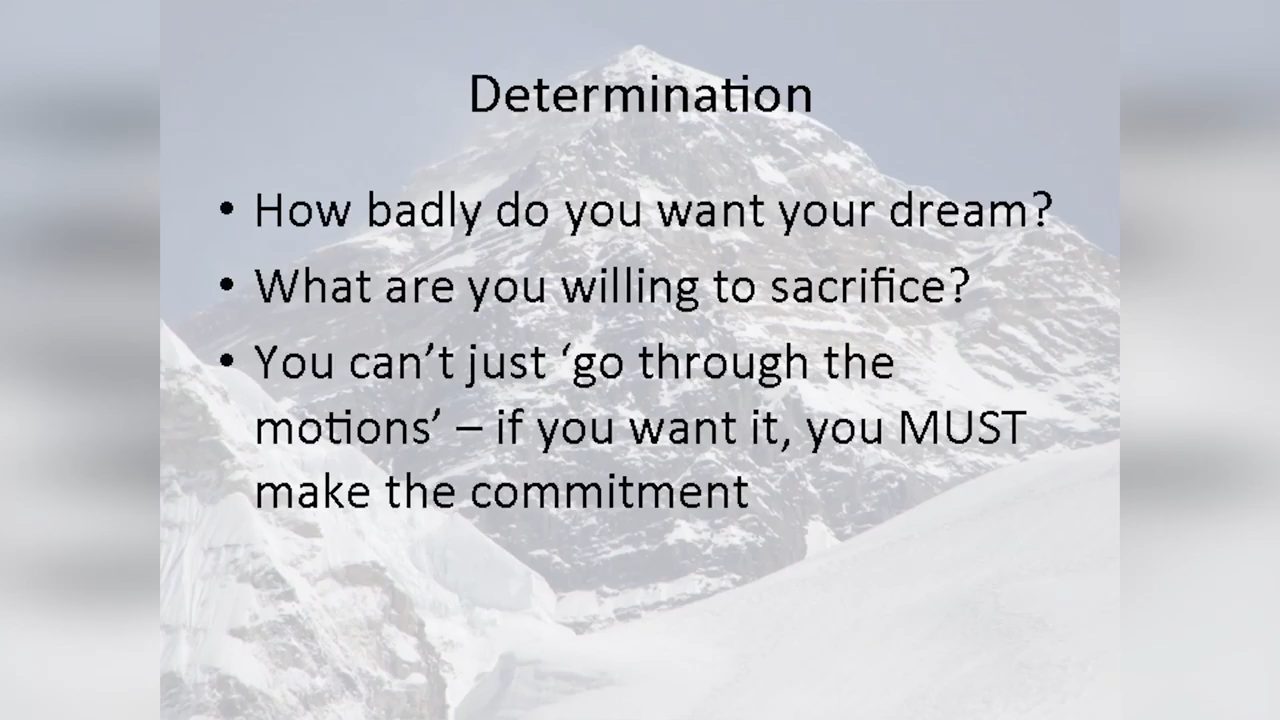 Determination
• How badly do you want your dream?
• What are you willing to sacrifice?
• You can’t just ‘go through the
motions’ – if you want it, you MUST
make the commitment